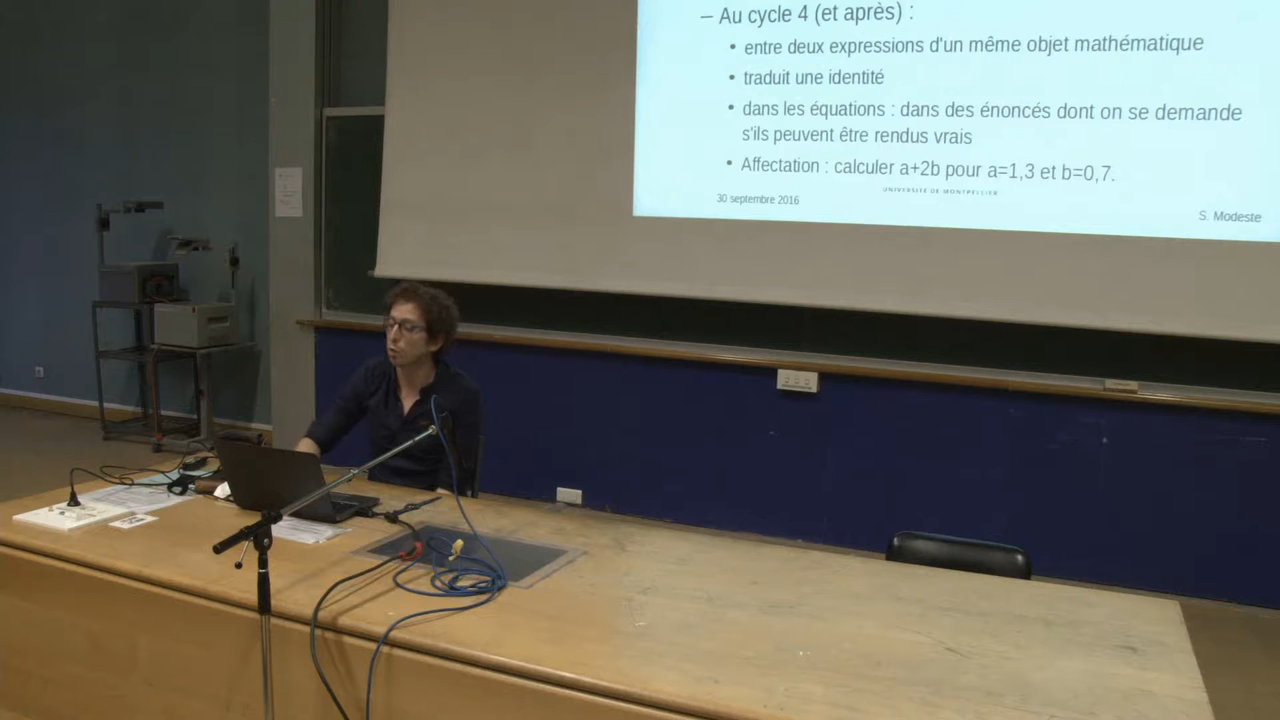 – Au cycle 4 (et après) :
• entre deux expressions d'un même objet mathématique
• traduit une identité
• dans les équations : dans des énoncés dont on se demande
s'ils peuvent être rendus vrais
• Affectation : calculer a+2b pour a=1,3 et b=0,7.
UNIVERSITÉ DE MONTPELLIER
30 septembre 2016
S. Modeste